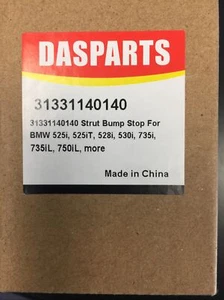 DASPARTS
31331140140
31331140140 Strut Bump Stop For
BMW 525i, 525iT, 528i, 530i, 735i,
735iL, 750iL, more
Made in China